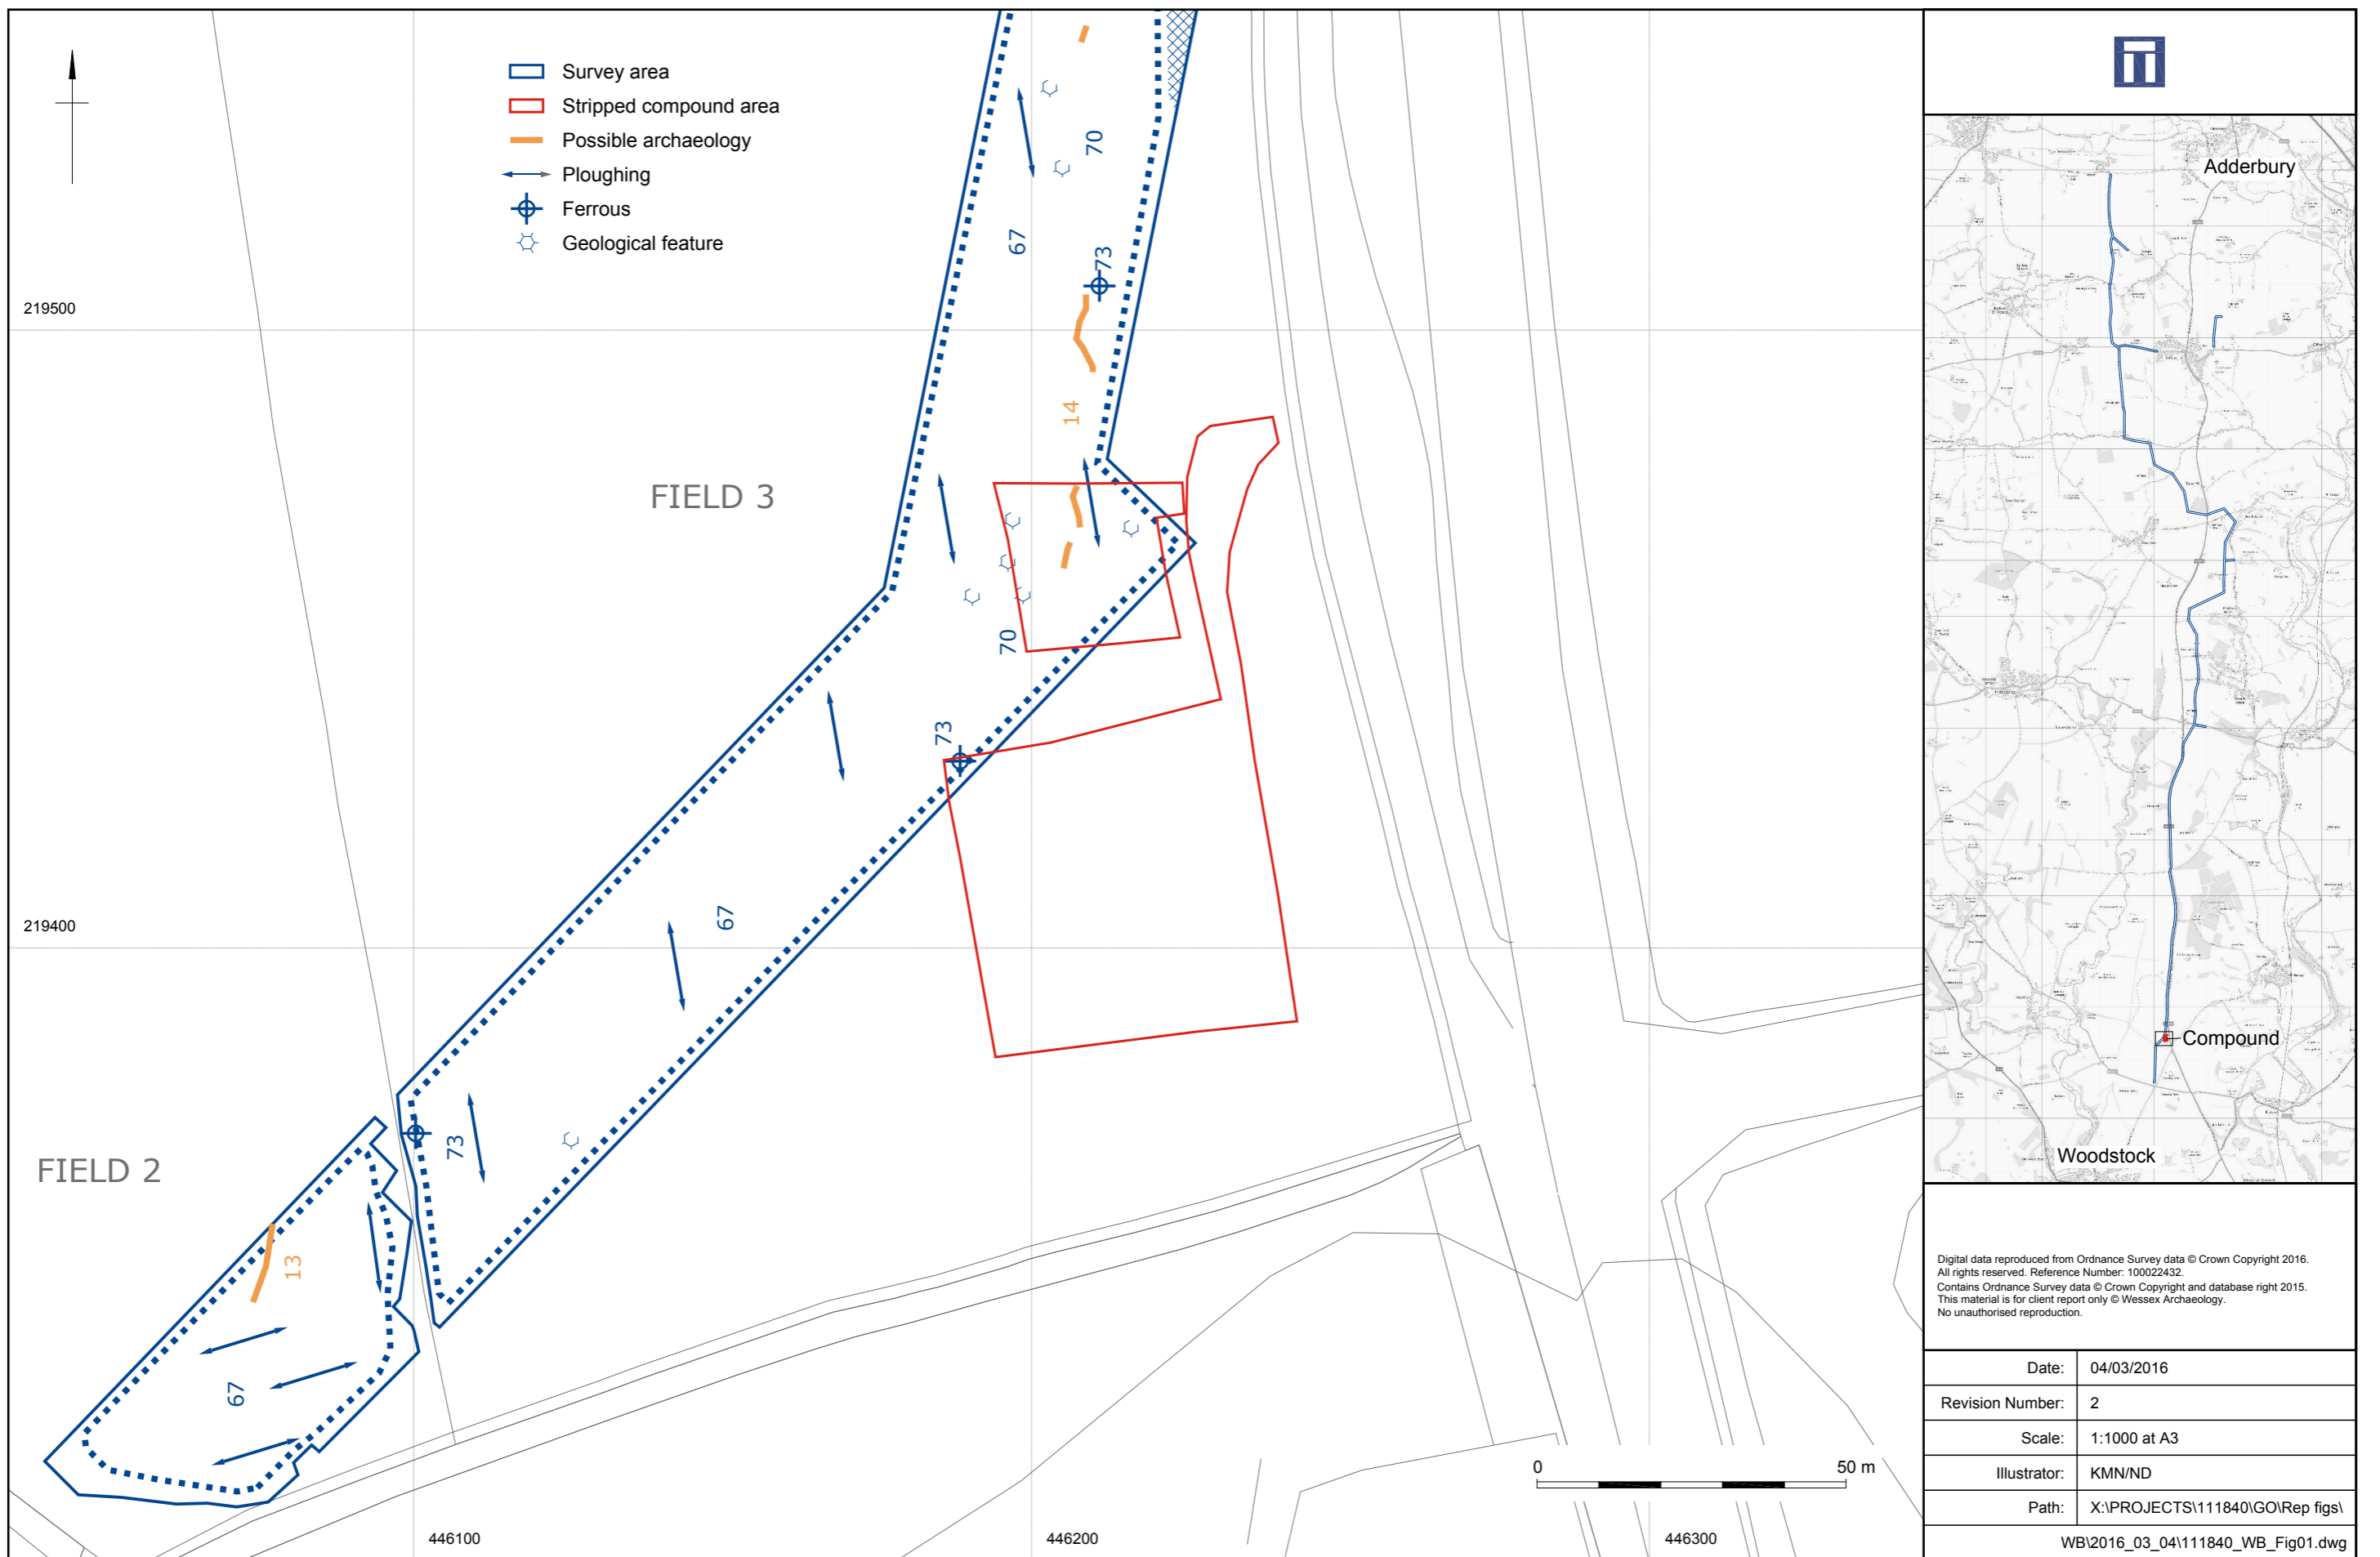 Survey area
Stripped compound area
Possible archaeology
Ploughing
Ferrous
Geological feature
70
67
73
219500
14
FIELD 3
70
73
67
219400
73
FIELD 2
13
67
0 50 m
446100 446200 446300
Adderbury
Compound
Woodstock
Digital data reproduced from Ordnance Survey data © Crown Copyright 2016.
All rights reserved. Reference Number: 100022432.
Contains Ordnance Survey data © Crown Copyright and database right 2015.
This material is for client report only © Wessex Archaeology.
No unauthorised reproduction.
Date: 04/03/2016
Revision Number: 2
Scale: 1:1000 at A3
Illustrator: KMN/ND
Path: X:\PROJECTS\111840\GO\Rep figs\
WB\2016_03_04\111840_WB_Fig01.dwg